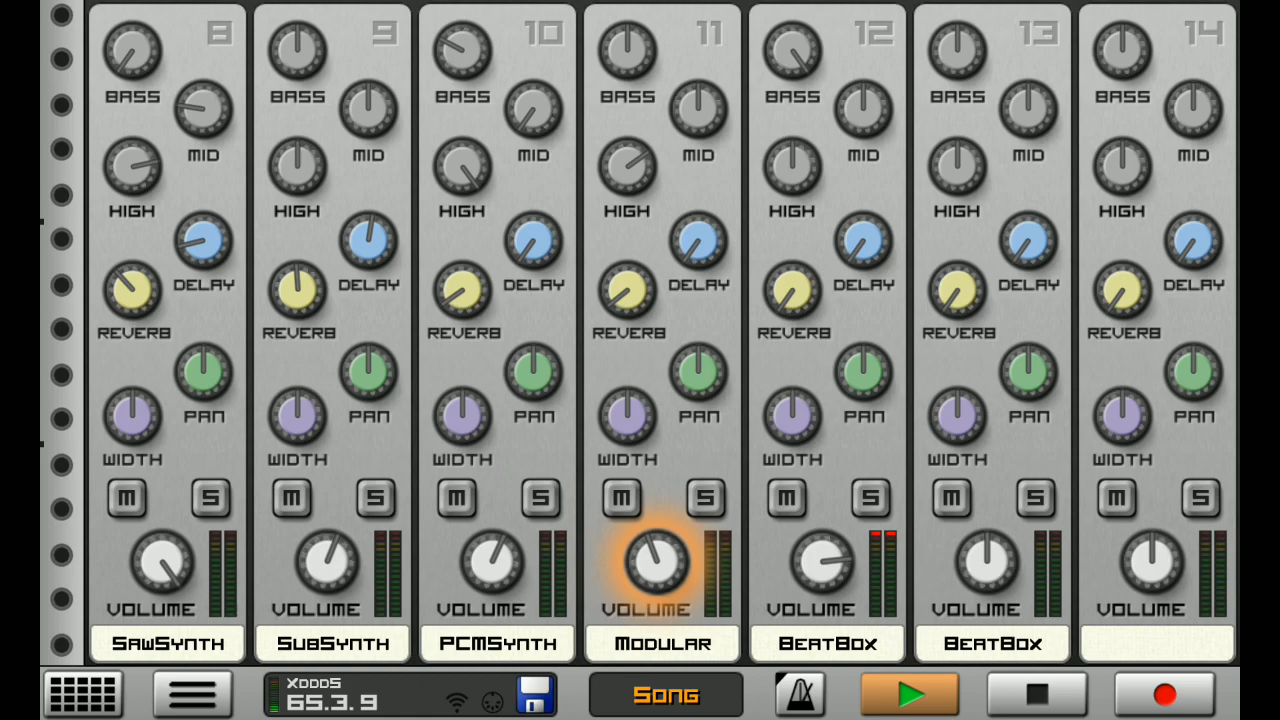 8 9 10 11 12 13 14
BASS BASS BASS BASS BASS BASS BASS
MID MID MID MID MID MID MID
HIGH HIGH HIGH HIGH HIGH HIGH HIGH
DELAY DELAY DELAY DELAY DELAY DELAY DELAY
REVERB REVERB REVERB REVERB REVERB REVERB REVERB
PAN PAN PAN PAN PAN PAN PAN
WIDTH WIDTH WIDTH WIDTH WIDTH WIDTH WIDTH
M S M S M S M S M S M S M S
VOLUME VOLUME VOLUME VOLUME VOLUME VOLUME VOLUME
SawSynth SubSynth PCMSynth Modular BeatBox BeatBox
XDDD5
65.3.9
Song